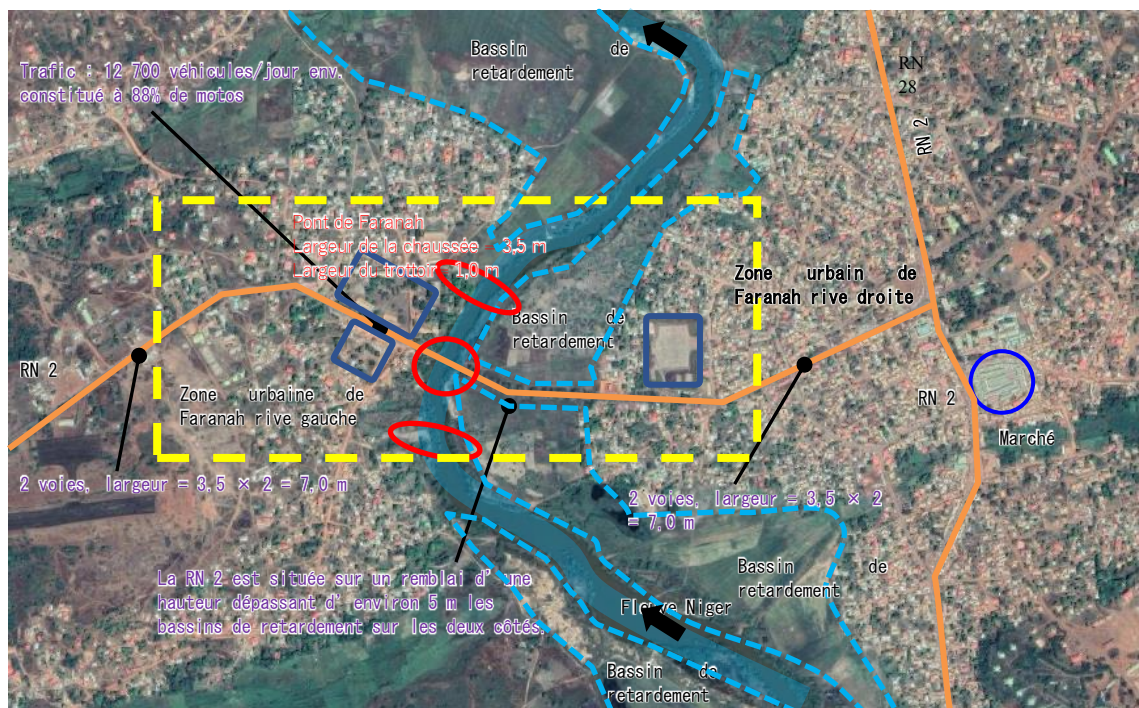 Bassin de
retardement
RN
28
RN 2
Trafic : 12 700 véhicules/jour env.
constitué à 88% de motos
Pont de Faranah
Largeur de la chaussée = 3,5 m
Largeur du trottoir= 1,0 m
Zone urbain de
Faranah rive droite
Bassin de
retardement
RN 2
Zone urbaine de
Faranah rive gauche
RN 2
Marché
2 voies, largeur = 3,5 × 2 = 7,0 m
2 voies, largeur = 3,5 × 2
= 7,0 m
La RN 2 est située sur un remblai d' une
hauteur dépassant d' environ 5 m les
bassins de retardement sur les deux côtés.
Bassin de
retardement
Fleuve Niger
Bassin de
retardement